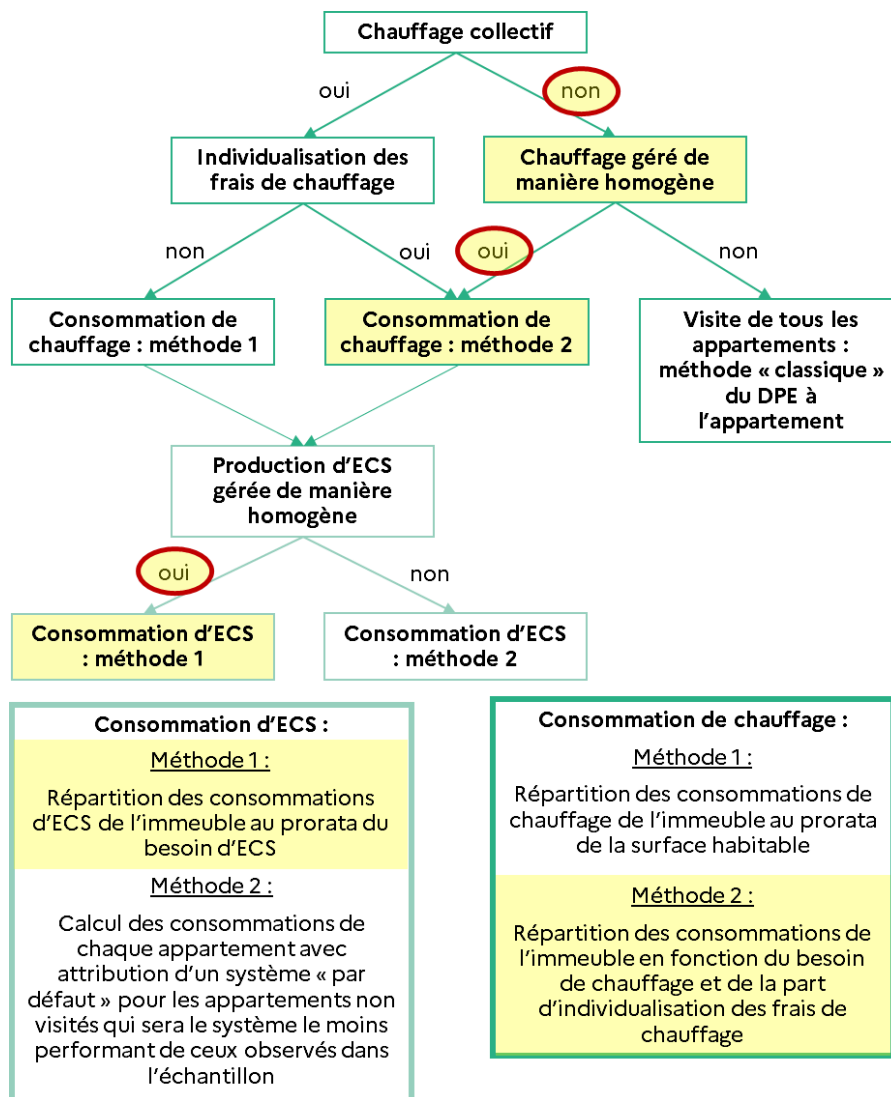 Chauffage collectif
oui
non
Individualisation des
frais de chauffage
Chauffage géré de
manière homogène
non
oui
oui
non
Consommation de
chauffage : méthode 1
Consommation de
chauffage : méthode 2
Visite de tous les
appartements :
méthode « classique »
du DPE à
l’appartement
Production d’ECS
gérée de manière
homogène
oui
non
Consommation d’ECS
: méthode 1
Consommation d’ECS
: méthode 2
Consommation d’ECS :
Méthode 1 :
Répartition des consommations
d’ECS de l’immeuble au prorata du
besoin d’ECS
Méthode 2 :
Calcul des consommations de
chaque appartement avec
attribution d’un système « par
défaut » pour les appartements non
visités qui sera le système le moins
performant de ceux observés dans
l’échantillon
Consommation de chauffage :
Méthode 1 :
Répartition des consommations de
chauffage de l’immeuble au prorata
de la surface habitable
Méthode 2 :
Répartition des consommations de
l’immeuble en fonction du besoin
de chauffage et de la part
d’individualisation des frais de
chauffage